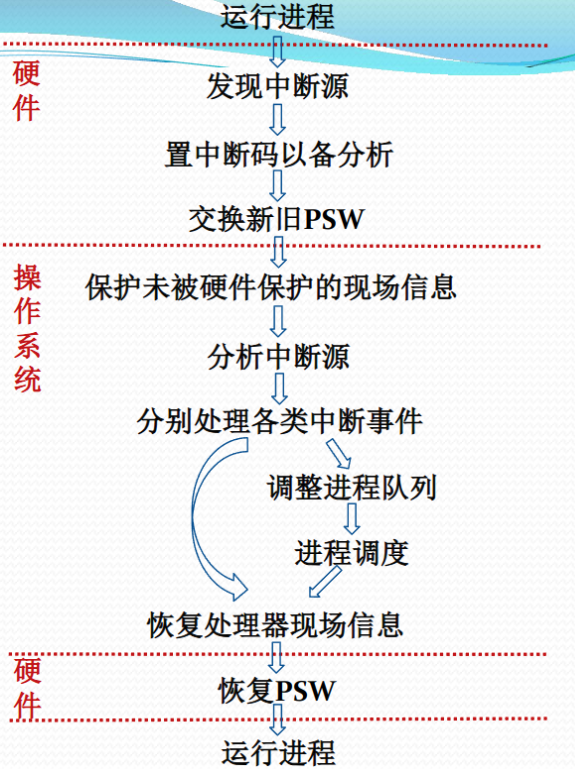 运行进程
硬件
发现中断源
置中断码以备分析
交换新旧PSW
操作系统
保护未被硬件保护的现场信息
分析中断源
分别处理各类中断事件
调整进程队列
进程调度
恢复处理器现场信息
硬件
恢复PSW
运行进程